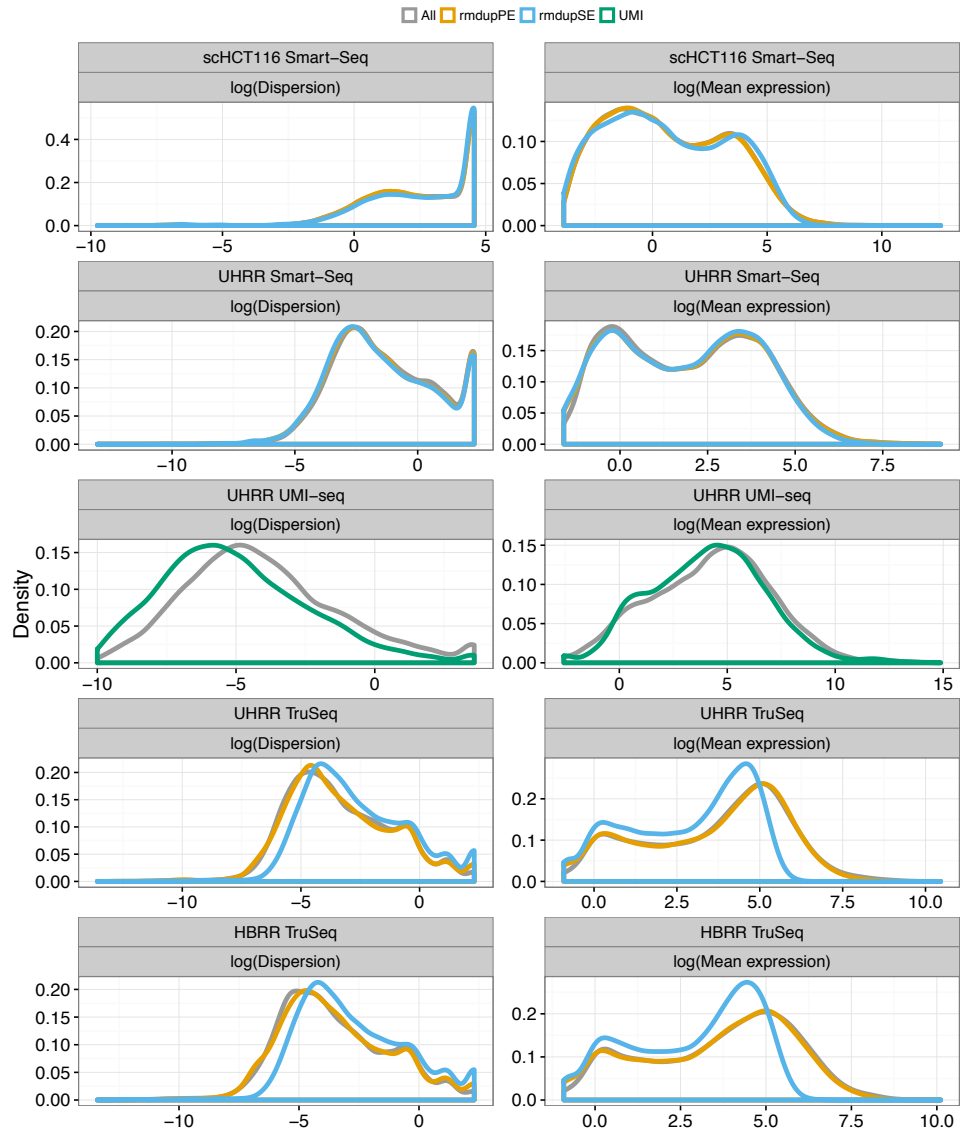 All rmdupPE rmdupSE UMI
scHCT116 Smart−Seq
log(Dispersion)
0.4
0.2
0.0
−10 −5 0 5
scHCT116 Smart−Seq
log(Mean expression)
0.10
0.05
0.00
0 5 10
UHRR Smart−Seq
log(Dispersion)
0.20
0.15
0.10
0.05
0.00
−10 −5 0
UHRR Smart−Seq
log(Mean expression)
0.15
0.10
0.05
0.00
0.0 2.5 5.0 7.5
UHRR UMI-seq
log(Dispersion)
0.15
0.10
0.05
0.00
−10 −5 0
UHRR UMI-seq
log(Mean expression)
0.15
0.10
0.05
0.00
0 5 10 15
Density
UHRR TruSeq
log(Dispersion)
0.20
0.15
0.10
0.05
0.00
−10 −5 0
UHRR TruSeq
log(Mean expression)
0.2
0.1
0.0
0.0 2.5 5.0 7.5 10.0
HBRR TruSeq
log(Dispersion)
0.20
0.15
0.10
0.05
0.00
−10 −5 0
HBRR TruSeq
log(Mean expression)
0.2
0.1
0.0
0.0 2.5 5.0 7.5 10.0